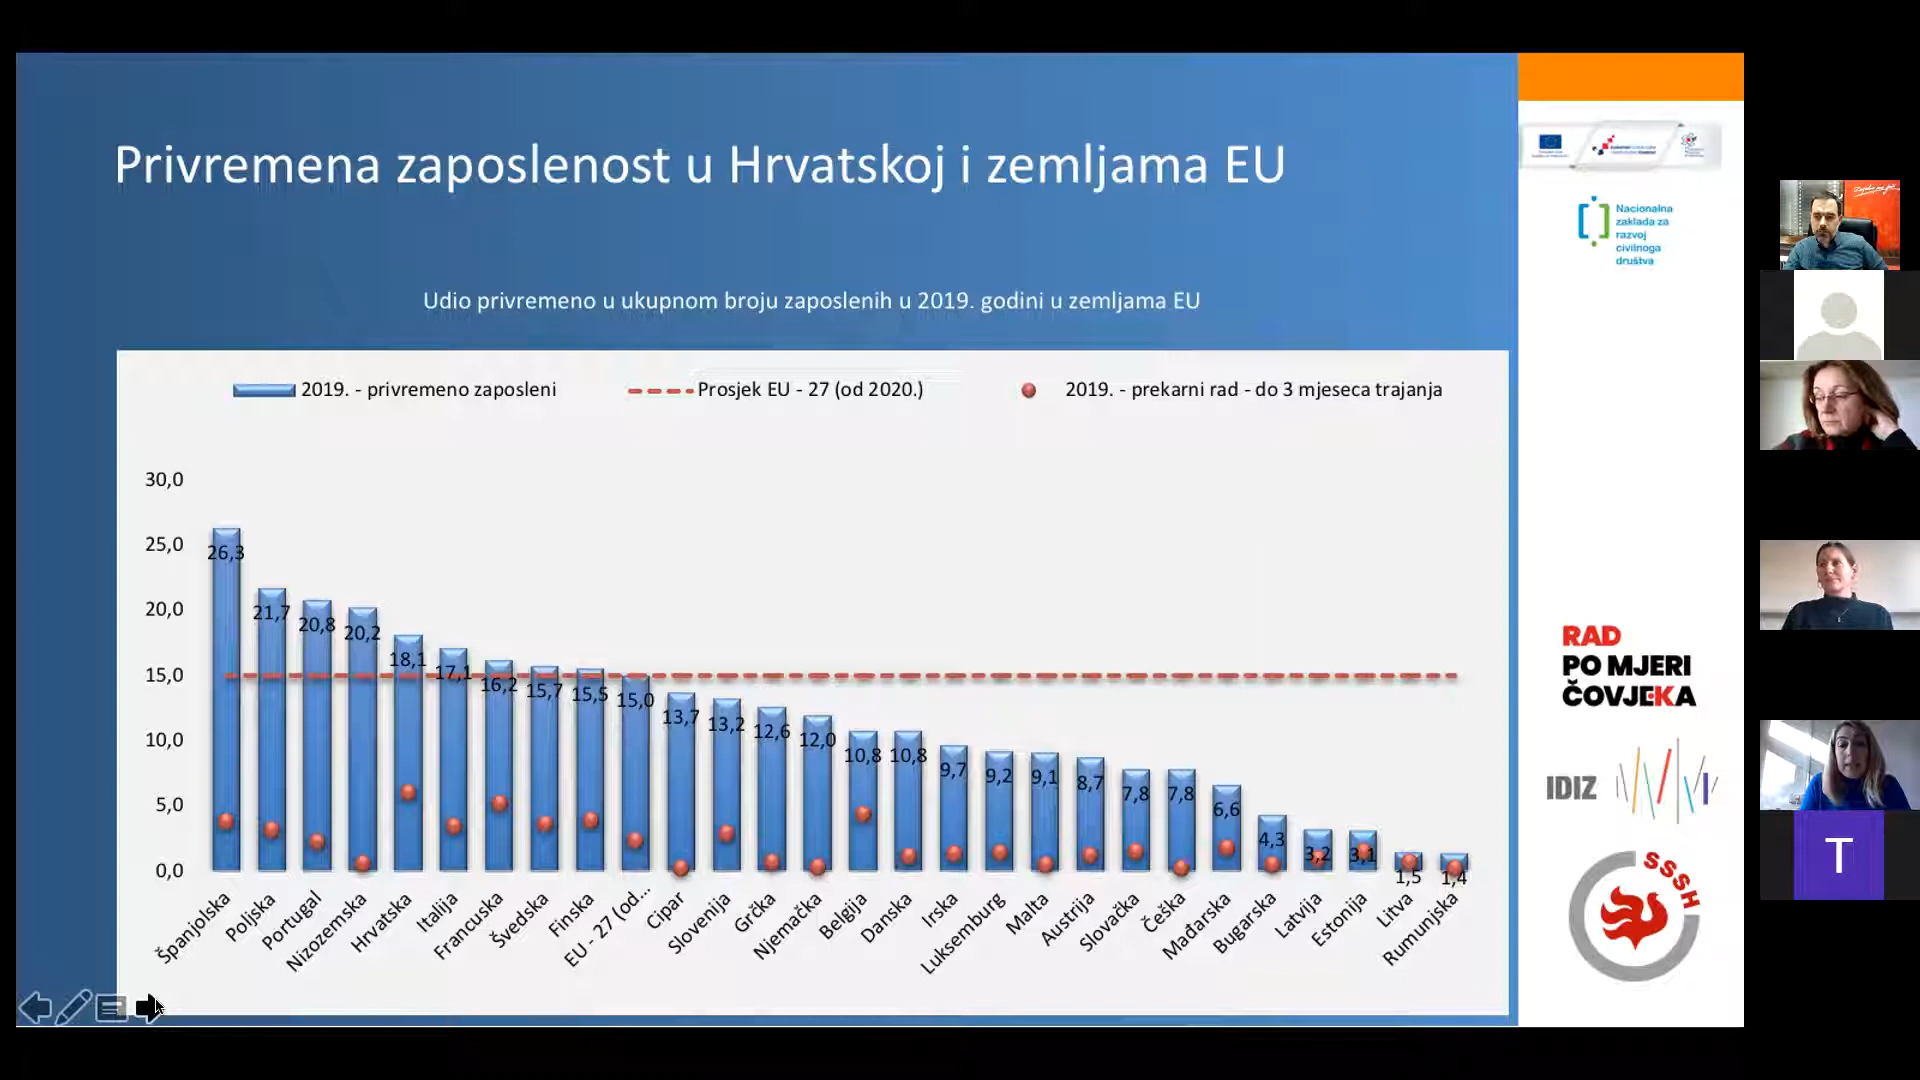 Privremena zaposlenost u Hrvatskoj i zemljama EU
Udio privremeno u ukupnom broju zaposlenih u 2019. godini u zemljama EU
2019. - privremeno zaposleni
Prosjek EU - 27 (od 2020.)
2019. - prekarni rad - do 3 mjeseca trajanja
30,0
25,0
20,0
15,0
10,0
5,0
0,0
26,3
21,7
20,8
20,2
18,1
17,1
16,2
15,7
15,5
15,0
13,7
13,2
12,6
12,0
10,8
10,8
9,7
9,2
9,1
8,7
7,8
7,8
6,6
4,3
3,2
3,1
1,5
1,4
Španjolska
Poljska
Portugal
Nizozemska
Hrvatska
Italija
Francuska
Švedska
Finska
EU - 27 (od...
Cipar
Slovenija
Grčka
Njemačka
Belgija
Danska
Irska
Luksemburg
Malta
Austrija
Slovačka
Češka
Mađarska
Bugarska
Latvija
Estonija
Litva
Rumunjska
Nacionalna
zaklada za
razvoj
civilnoga
društva
RAD
PO MJERI
ČOVJEKA
IDIZ
SSSH
T